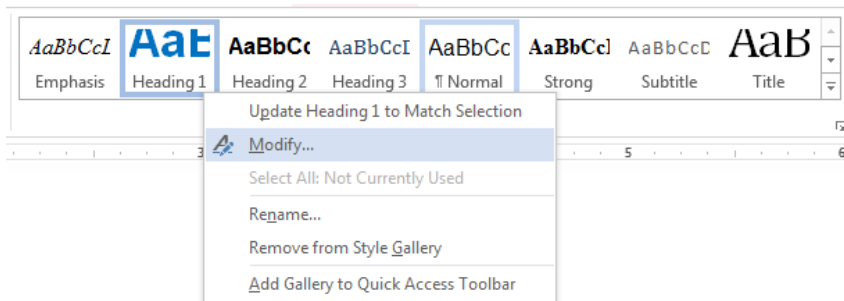 AaBbCcL AaE AaBbCc AaBbCcI AaBbCc AaBbCcl AaBbCcD AaB
Emphasis Heading 1 Heading 2 Heading 3 ¶ Normal Strong Subtitle Title
Update Heading 1 to Match Selection
3 Modify... 5 6
Select All: Not Currently Used
Rename...
Remove from Style Gallery
Add Gallery to Quick Access Toolbar